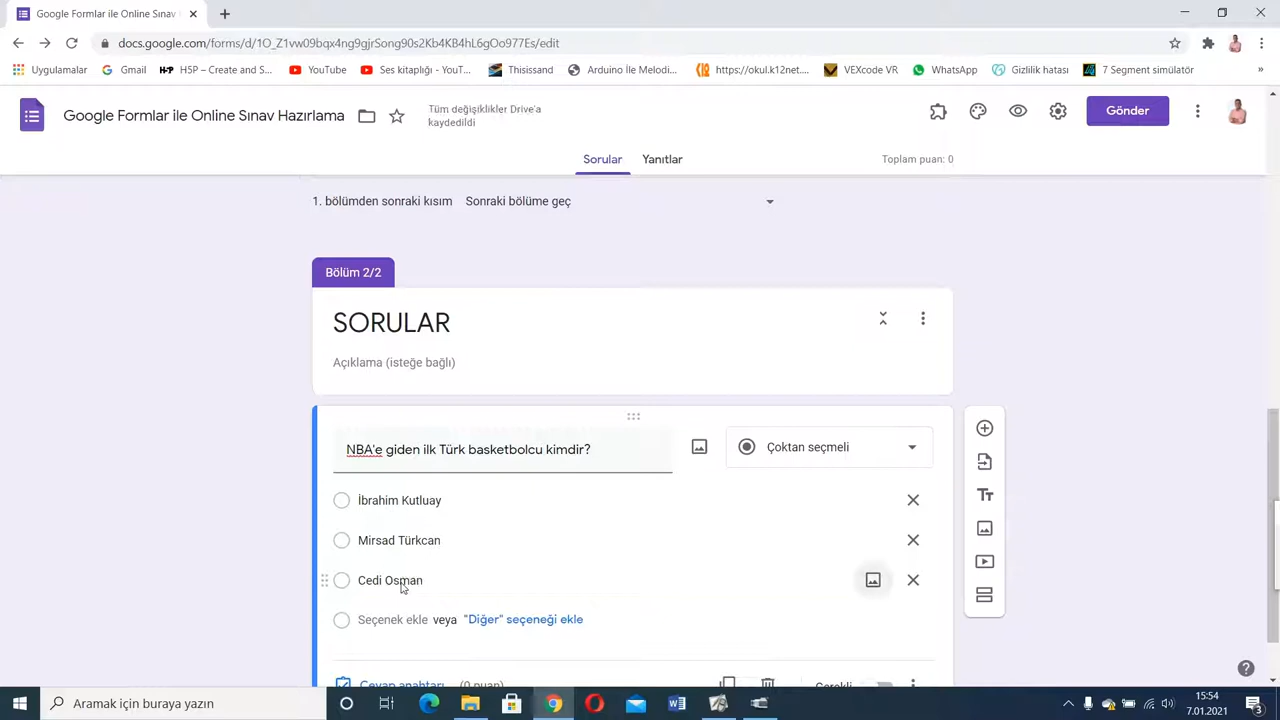 Google Formlar ile Online Sınav
docs.google.com/forms/d/1O_Z1vw09bqx4ng9gjrSong90s2Kb4KB4hL6gOo977Es/edit
Uygulamalar Gmail H5P – Create and S... YouTube Ses kitaplığı - YouT... Thisissand Arduino İle Melodi... https://okul.k12net.... VEXcode VR WhatsApp Gizlilik hatası 7 Segment simülatör »
Google Formlar ile Online Sınav Hazırlama
Tüm değişiklikler Drive'a
kaydedildi
Gönder
Sorular Yanıtlar Toplam puan: 0
1. bölümden sonraki kısım Sonraki bölüme geç
Bölüm 2/2
SORULAR
Açıklama (isteğe bağlı)
NBA'e giden ilk Türk basketbolcu kimdir? Çoktan seçmeli
İbrahim Kutluay
Mirsad Türkcan
Cedi Osman
Seçenek ekle veya "Diğer" seçeneği ekle
Cevap anahtarı (0 puan) Gerekli
Aramak için buraya yazın
15:54
7.01.2021
3